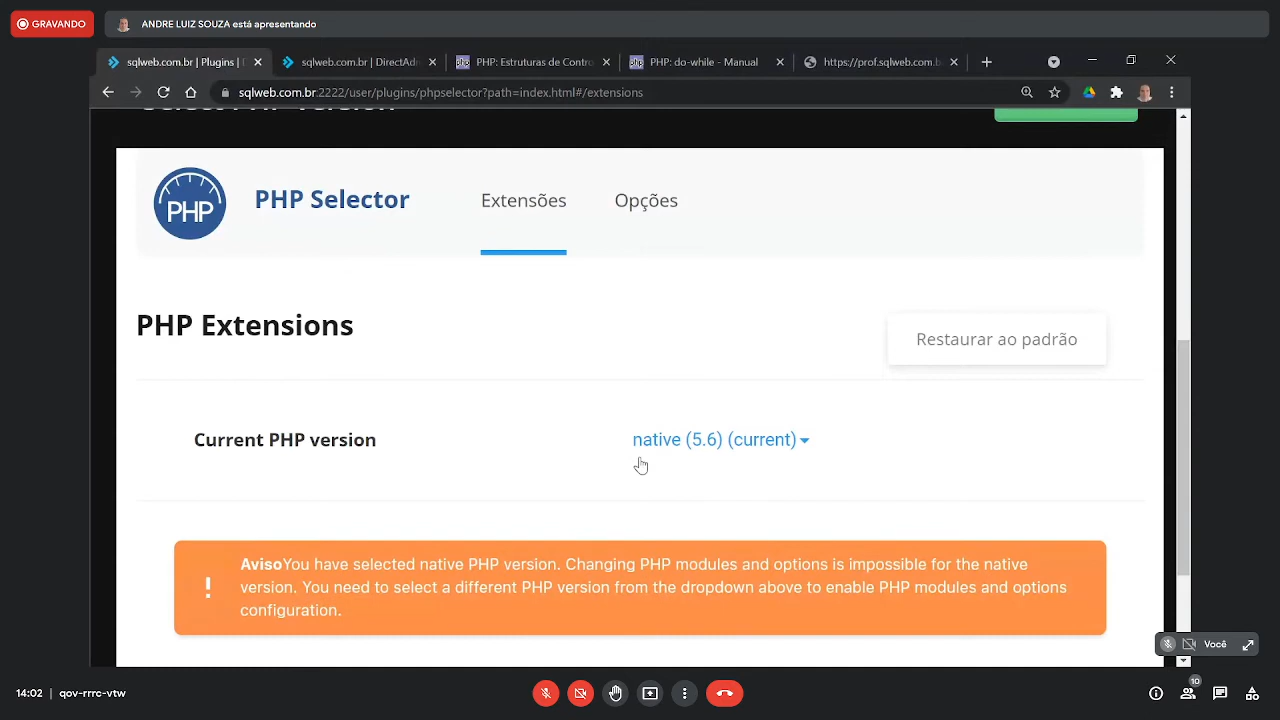 GRAVANDO
ANDRE LUIZ SOUZA está apresentando
sqlweb.com.br | Plugins | (
sqlweb.com.br | DirectAdr
PHP: Estruturas de Contro
PHP: do-while - Manual
https://prof.sqlweb.com.b
sqlweb.com.br:2222/user/plugins/phpselector?path=index.html#/extensions
PHP
PHP Selector
Extensões
Opções
PHP Extensions
Restaurar ao padrão
Current PHP version
native (5.6) (current)
! AvisoYou have selected native PHP version. Changing PHP modules and options is impossible for the native
version. You need to select a different PHP version from the dropdown above to enable PHP modules and options
configuration.
Você
14:02 | qov-rrrc-vtw
10